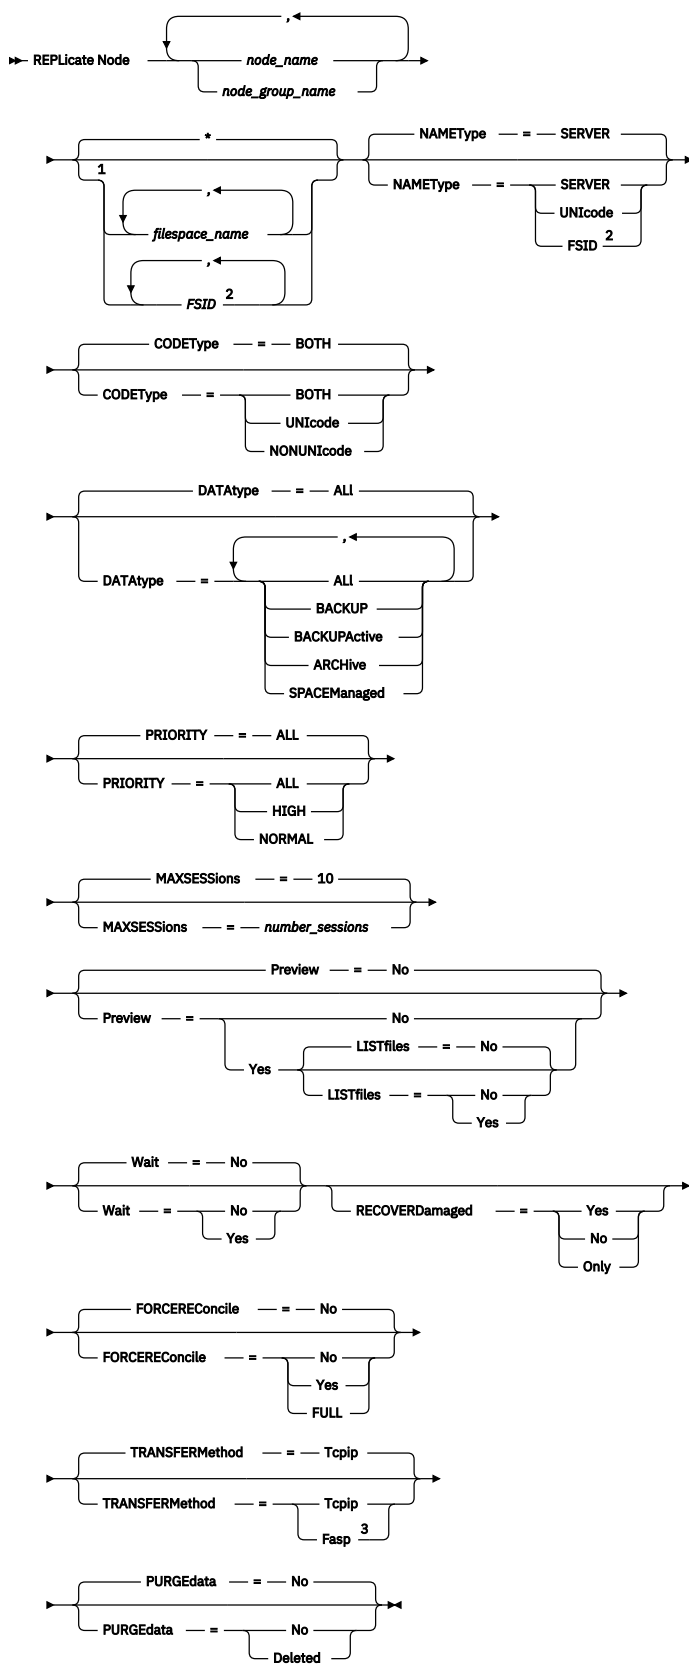 ,
REPLicate Node node_name
node_group_name
*
1
,
filespace_name
,
FSID 2
NAMEType = SERVER
NAMEType = SERVER
UNIcode
FSID 2
CODEType = BOTH
CODEType = BOTH
UNIcode
NONUNIcode
DATAtype = ALl
,
DATAtype = ALl
BACKUP
BACKUPActive
ARCHive
SPACEManaged
PRIORITY = ALL
PRIORITY = ALL
HIGH
NORMAL
MAXSESSions = 10
MAXSESSions = number_sessions
Preview = No
Preview = No
Yes
LISTfiles = No
LISTfiles = No
Yes
Wait = No
Wait = No
Yes
RECOVERDamaged = Yes
No
Only
FORCEREConcile = No
FORCEREConcile = No
Yes
FULL
TRANSFERMethod = Tcpip
TRANSFERMethod = Tcpip
Fasp 3
PURGEdata = No
PURGEdata = No
Deleted